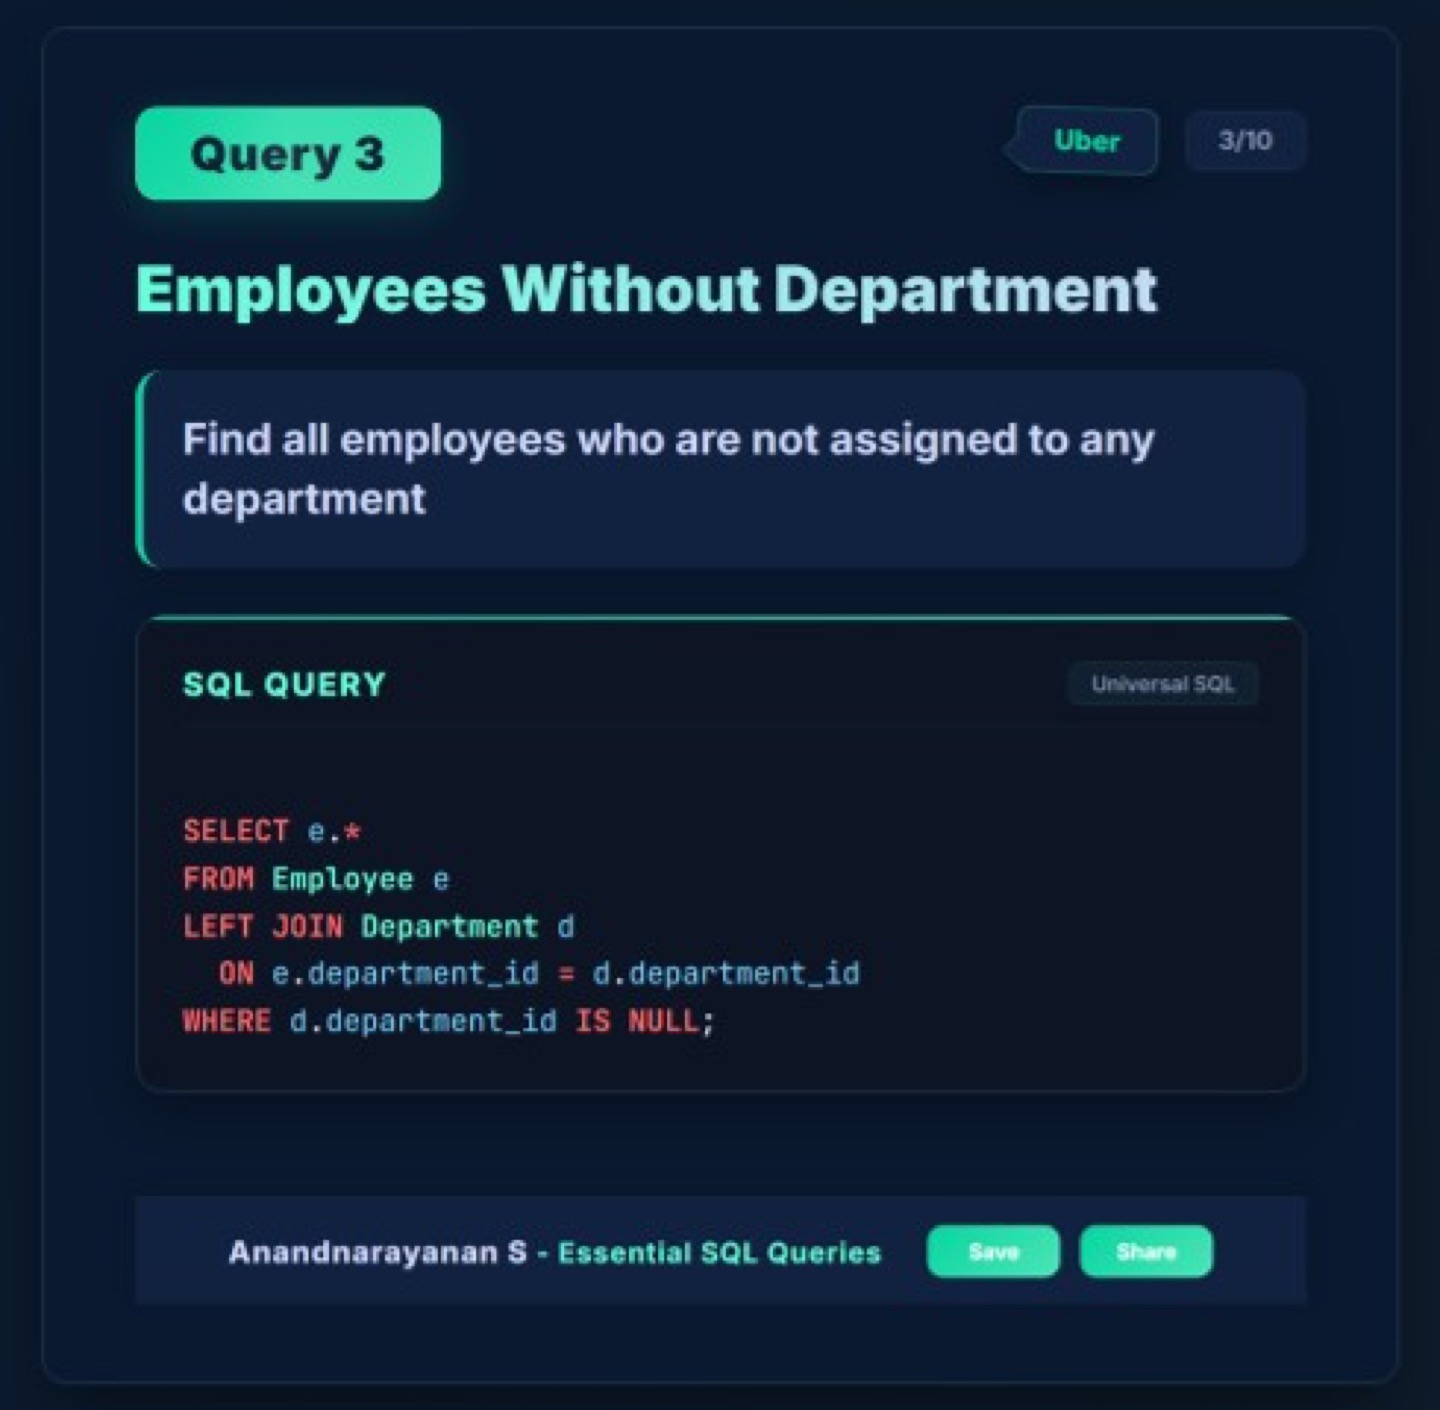 Query 3
Uber
3/10
Employees Without Department
Find all employees who are not assigned to any
department
SQL QUERY
Universal SQL
SELECT e.*
FROM Employee e
LEFT JOIN Department d
  ON e.department_id = d.department_id
WHERE d.department_id IS NULL;
Anandnarayanan S - Essential SQL Queries
Save
Share